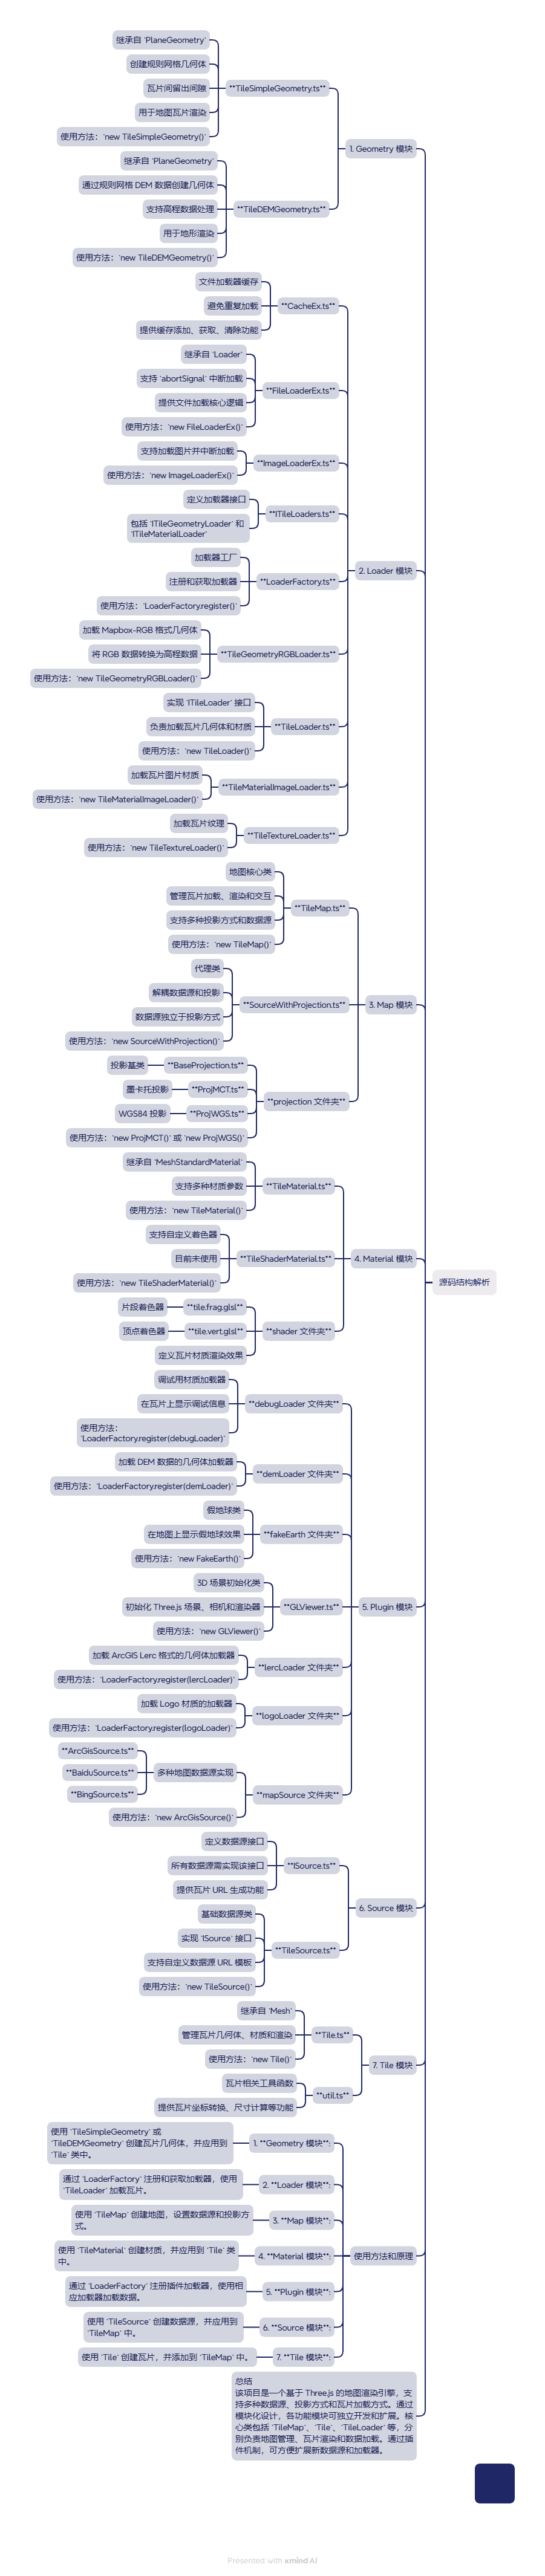 源码结构解析
1. Geometry 模块
**TileSimpleGeometry.ts**
继承自 `PlaneGeometry`
创建规则网格几何体
瓦片间留出间隙
用于地图瓦片渲染
使用方法：`new TileSimpleGeometry()`
**TileDEMGeometry.ts**
继承自 `PlaneGeometry`
通过规则网格 DEM 数据创建几何体
支持高程数据处理
用于地形渲染
使用方法：`new TileDEMGeometry()`
2. Loader 模块
**CacheEx.ts**
文件加载器缓存
避免重复加载
提供缓存添加、获取、清除功能
**FileLoaderEx.ts**
继承自 `Loader`
支持 `abortSignal` 中断加载
提供文件加载核心逻辑
使用方法：`new FileLoaderEx()`
**ImageLoaderEx.ts**
支持加载图片并中断加载
使用方法：`new ImageLoaderEx()`
**ITileLoaders.ts**
定义加载器接口
包括 `ITileGeometryLoader` 和
`ITileMaterialLoader`
**LoaderFactory.ts**
加载器工厂
注册和获取加载器
使用方法：`LoaderFactory.register()`
**TileGeometryRGBLoader.ts**
加载 Mapbox-RGB 格式几何体
将 RGB 数据转换为高程数据
使用方法：`new TileGeometryRGBLoader()`
**TileLoader.ts**
实现 `ITileLoader` 接口
负责加载瓦片几何体和材质
使用方法：`new TileLoader()`
**TileMaterialImageLoader.ts**
加载瓦片图片材质
使用方法：`new TileMaterialImageLoader()`
**TileTextureLoader.ts**
加载瓦片纹理
使用方法：`new TileTextureLoader()`
3. Map 模块
**TileMap.ts**
地图核心类
管理瓦片加载、渲染和交互
支持多种投影方式和数据源
使用方法：`new TileMap()`
**SourceWithProjection.ts**
代理类
解耦数据源和投影
数据源独立于投影方式
使用方法：`new SourceWithProjection()`
**projection 文件夹**
**BaseProjection.ts**
投影基类
**ProjMCT.ts**
墨卡托投影
**ProjWGS.ts**
WGS84 投影
使用方法：`new ProjMCT()` 或 `new ProjWGS()`
4. Material 模块
**TileMaterial.ts**
继承自 `MeshStandardMaterial`
支持多种材质参数
使用方法：`new TileMaterial()`
**TileShaderMaterial.ts**
支持自定义着色器
目前未使用
使用方法：`new TileShaderMaterial()`
**shader 文件夹**
**tile.frag.glsl**
片段着色器
**tile.vert.glsl**
顶点着色器
定义瓦片材质渲染效果
5. Plugin 模块
**debugLoader 文件夹**
调试用材质加载器
在瓦片上显示调试信息
使用方法：
`LoaderFactory.register(debugLoader)`
**demLoader 文件夹**
加载 DEM 数据的几何体加载器
使用方法：`LoaderFactory.register(demLoader)`
**fakeEarth 文件夹**
假地球类
在地图上显示假地球效果
使用方法：`new FakeEarth()`
**GLViewer.ts**
3D 场景初始化类
初始化 Three.js 场景、相机和渲染器
使用方法：`new GLViewer()`
**lercLoader 文件夹**
加载 ArcGIS Lerc 格式的几何体加载器
使用方法：`LoaderFactory.register(lercLoader)`
**logoLoader 文件夹**
加载 Logo 材质的加载器
使用方法：`LoaderFactory.register(logoLoader)`
**mapSource 文件夹**
多种地图数据源实现
**ArcGisSource.ts**
**BaiduSource.ts**
**BingSource.ts**
使用方法：`new ArcGisSource()`
6. Source 模块
**ISource.ts**
定义数据源接口
所有数据源需实现该接口
提供瓦片 URL 生成功能
**TileSource.ts**
基础数据源类
实现 `ISource` 接口
支持自定义数据源 URL 模板
使用方法：`new TileSource()`
7. Tile 模块
**Tile.ts**
继承自 `Mesh`
管理瓦片几何体、材质和渲染
使用方法：`new Tile()`
**util.ts**
瓦片相关工具函数
提供瓦片坐标转换、尺寸计算等功能
使用方法和原理
1. **Geometry 模块**:
使用 `TileSimpleGeometry` 或
`TileDEMGeometry` 创建瓦片几何体，并应用到
`Tile` 类中。
2. **Loader 模块**:
通过 `LoaderFactory` 注册和获取加载器，使用
`TileLoader` 加载瓦片。
3. **Map 模块**:
使用 `TileMap` 创建地图，设置数据源和投影方
式。
4. **Material 模块**:
使用 `TileMaterial` 创建材质，并应用到 `Tile` 类
中。
5. **Plugin 模块**:
通过 `LoaderFactory` 注册插件加载器，使用相
应加载器加载数据。
6. **Source 模块**:
使用 `TileSource` 创建数据源，并应用到
`TileMap` 中。
7. **Tile 模块**:
使用 `Tile` 创建瓦片，并添加到 `TileMap` 中。
总结
该项目是一个基于 Three.js 的地图渲染引擎，支
持多种数据源、投影方式和瓦片加载方式。通过
模块化设计，各功能模块可独立开发和扩展。核
心类包括 `TileMap`、`Tile`、`TileLoader` 等，分
别负责地图管理、瓦片渲染和数据加载。通过插
件机制，可方便扩展新数据源和加载器。
Presented with xmind AI